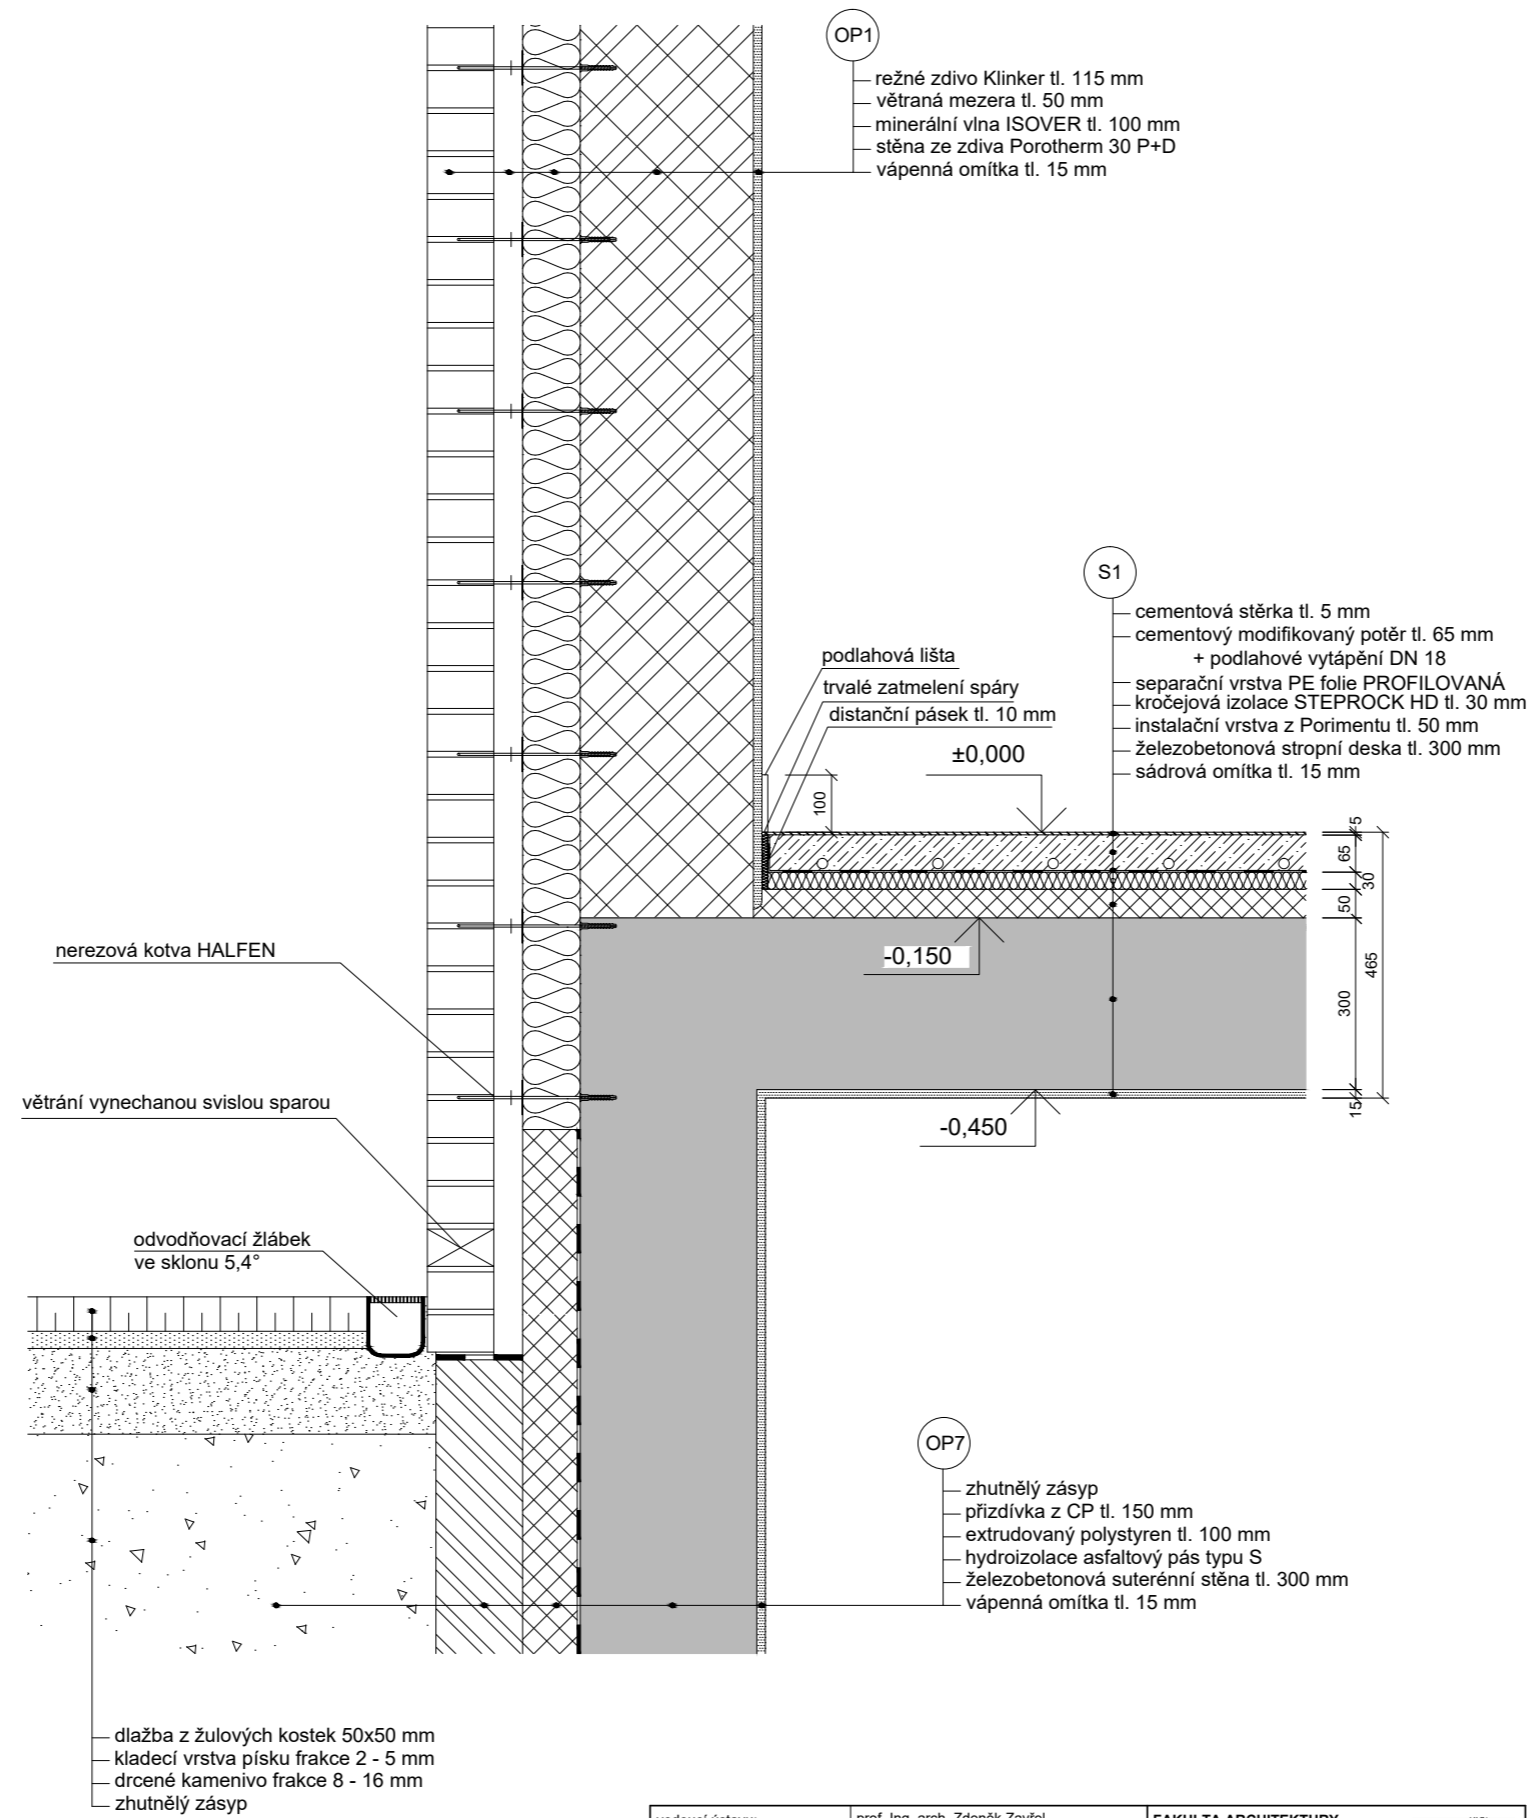 OP1
režné zdivo Klinker tl. 115 mm
větraná mezera tl. 50 mm
minerální vlna ISOVER tl. 100 mm
stěna ze zdiva Porotherm 30 P+D
vápenná omítka tl. 15 mm
S1
cementová stěrka tl. 5 mm
cementový modifikovaný potěr tl. 65 mm
+ podlahové vytápění DN 18
separační vrstva PE folie PROFILOVANÁ
kročejová izolace STEPROCK HD tl. 30 mm
instalační vrstva z Porimentu tl. 50 mm
železobetonová stropní deska tl. 300 mm
sádrová omítka tl. 15 mm
podlahová lišta
trvalé zatmelení spáry
distanční pásek tl. 10 mm
±0,000
100
5
65
30
50
465
300
15
-0,150
-0,450
nerezová kotva HALFEN
větrání vynechanou svislou sparou
odvodňovací žlábek
ve sklonu 5,4°
OP7
zhutnělý zásyp
přizdívka z CP tl. 150 mm
extrudovaný polystyren tl. 100 mm
hydroizolace asfaltový pás typu S
železobetonová suterénní stěna tl. 300 mm
vápenná omítka tl. 15 mm
dlažba z žulových kostek 50x50 mm
kladecí vrstva písku frakce 2 - 5 mm
drcené kamenivo frakce 8 - 16 mm
zhutnělý zásyp
prof. Ing. arch. Zdeněk Zavřel
FAKULTA ARCHITEKTURY